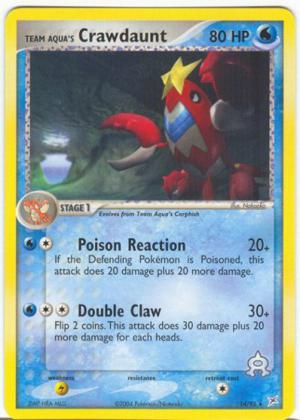 TEAM AQUA'S Crawdaunt 80 HP
STAGE 1
Evolves from Team Aqua's Corphish
Poison Reaction 20+
If the Defending Pokémon is Poisoned, this
attack does 20 damage plus 20 more damage.
Double Claw 30+
Flip 2 coins. This attack does 30 damage plus 20
more damage for each heads.
weakness resistance retreat cost
©2004 Pokémon/Nintendo 14/95